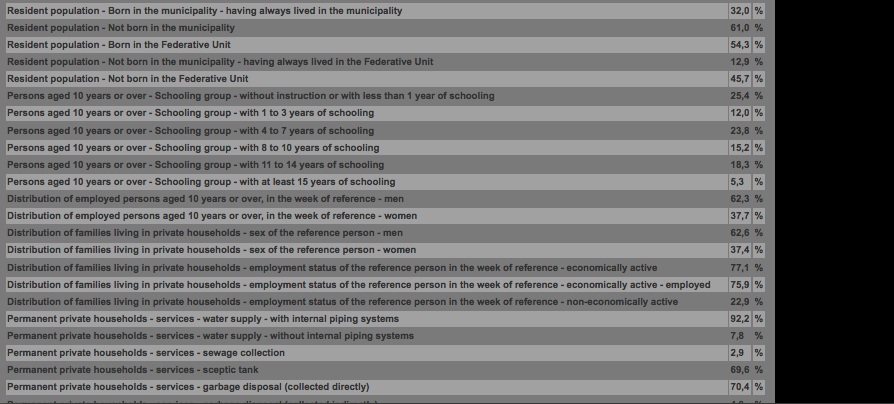 Resident population - Born in the municipality - having always lived in the municipality 32,0 %
Resident population - Not born in the municipality 61,0 %
Resident population - Born in the Federative Unit 54,3 %
Resident population - Not born in the municipality - having always lived in the Federative Unit 12,9 %
Resident population - Not born in the Federative Unit 45,7 %
Persons aged 10 years or over - Schooling group - without instruction or with less than 1 year of schooling 25,4 %
Persons aged 10 years or over - Schooling group - with 1 to 3 years of schooling 12,0 %
Persons aged 10 years or over - Schooling group - with 4 to 7 years of schooling 23,8 %
Persons aged 10 years or over - Schooling group - with 8 to 10 years of schooling 15,2 %
Persons aged 10 years or over - Schooling group - with 11 to 14 years of schooling 18,3 %
Persons aged 10 years or over - Schooling group - with at least 15 years of schooling 5,3 %
Distribution of employed persons aged 10 years or over, in the week of reference - men 62,3 %
Distribution of employed persons aged 10 years or over, in the week of reference - women 37,7 %
Distribution of families living in private households - sex of the reference person - men 62,6 %
Distribution of families living in private households - sex of the reference person - women 37,4 %
Distribution of families living in private households - employment status of the reference person in the week of reference - economically active 77,1 %
Distribution of families living in private households - employment status of the reference person in the week of reference - economically active - employed 75,9 %
Distribution of families living in private households - employment status of the reference person in the week of reference - non-economically active 22,9 %
Permanent private households - services - water supply - with internal piping systems 92,2 %
Permanent private households - services - water supply - without internal piping systems 7,8 %
Permanent private households - services - sewage collection 2,9 %
Permanent private households - services - sceptic tank 69,6 %
Permanent private households - services - garbage disposal (collected directly) 70,4 %